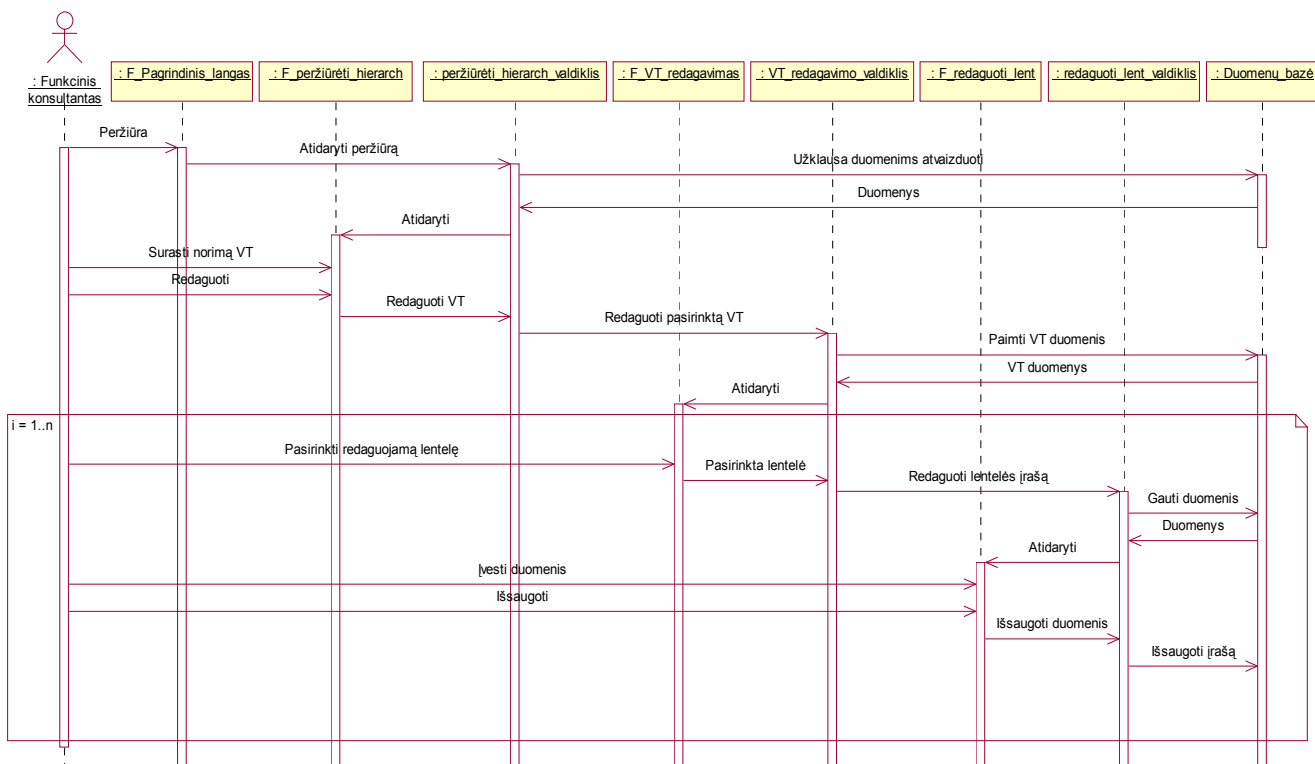 : Funkcinis
konsultantas
: F_Pagrindinis_langas
: F_peržiūrėti_hierarch
: peržiūrėti_hierarch_valdiklis
: F_VT_redagavimas
: VT_redagavimo_valdiklis
: F_redaguoti_lent
: redaguoti_lent_valdiklis
: Duomenų_bazė
Peržiūra
Atidaryti peržiūrą
Užklausa duomenims atvaizduoti
Duomenys
Atidaryti
Surasti norimą VT
Redaguoti
Redaguoti VT
Redaguoti pasirinktą VT
Paimti VT duomenis
VT duomenys
Atidaryti
i = 1..n
Pasirinkti redaguojamą lentelę
Pasirinkta lentelė
Redaguoti lentelės įrašą
Gauti duomenis
Duomenys
Atidaryti
Įvesti duomenis
Išsaugoti
Išsaugoti duomenis
Išsaugoti įrašą